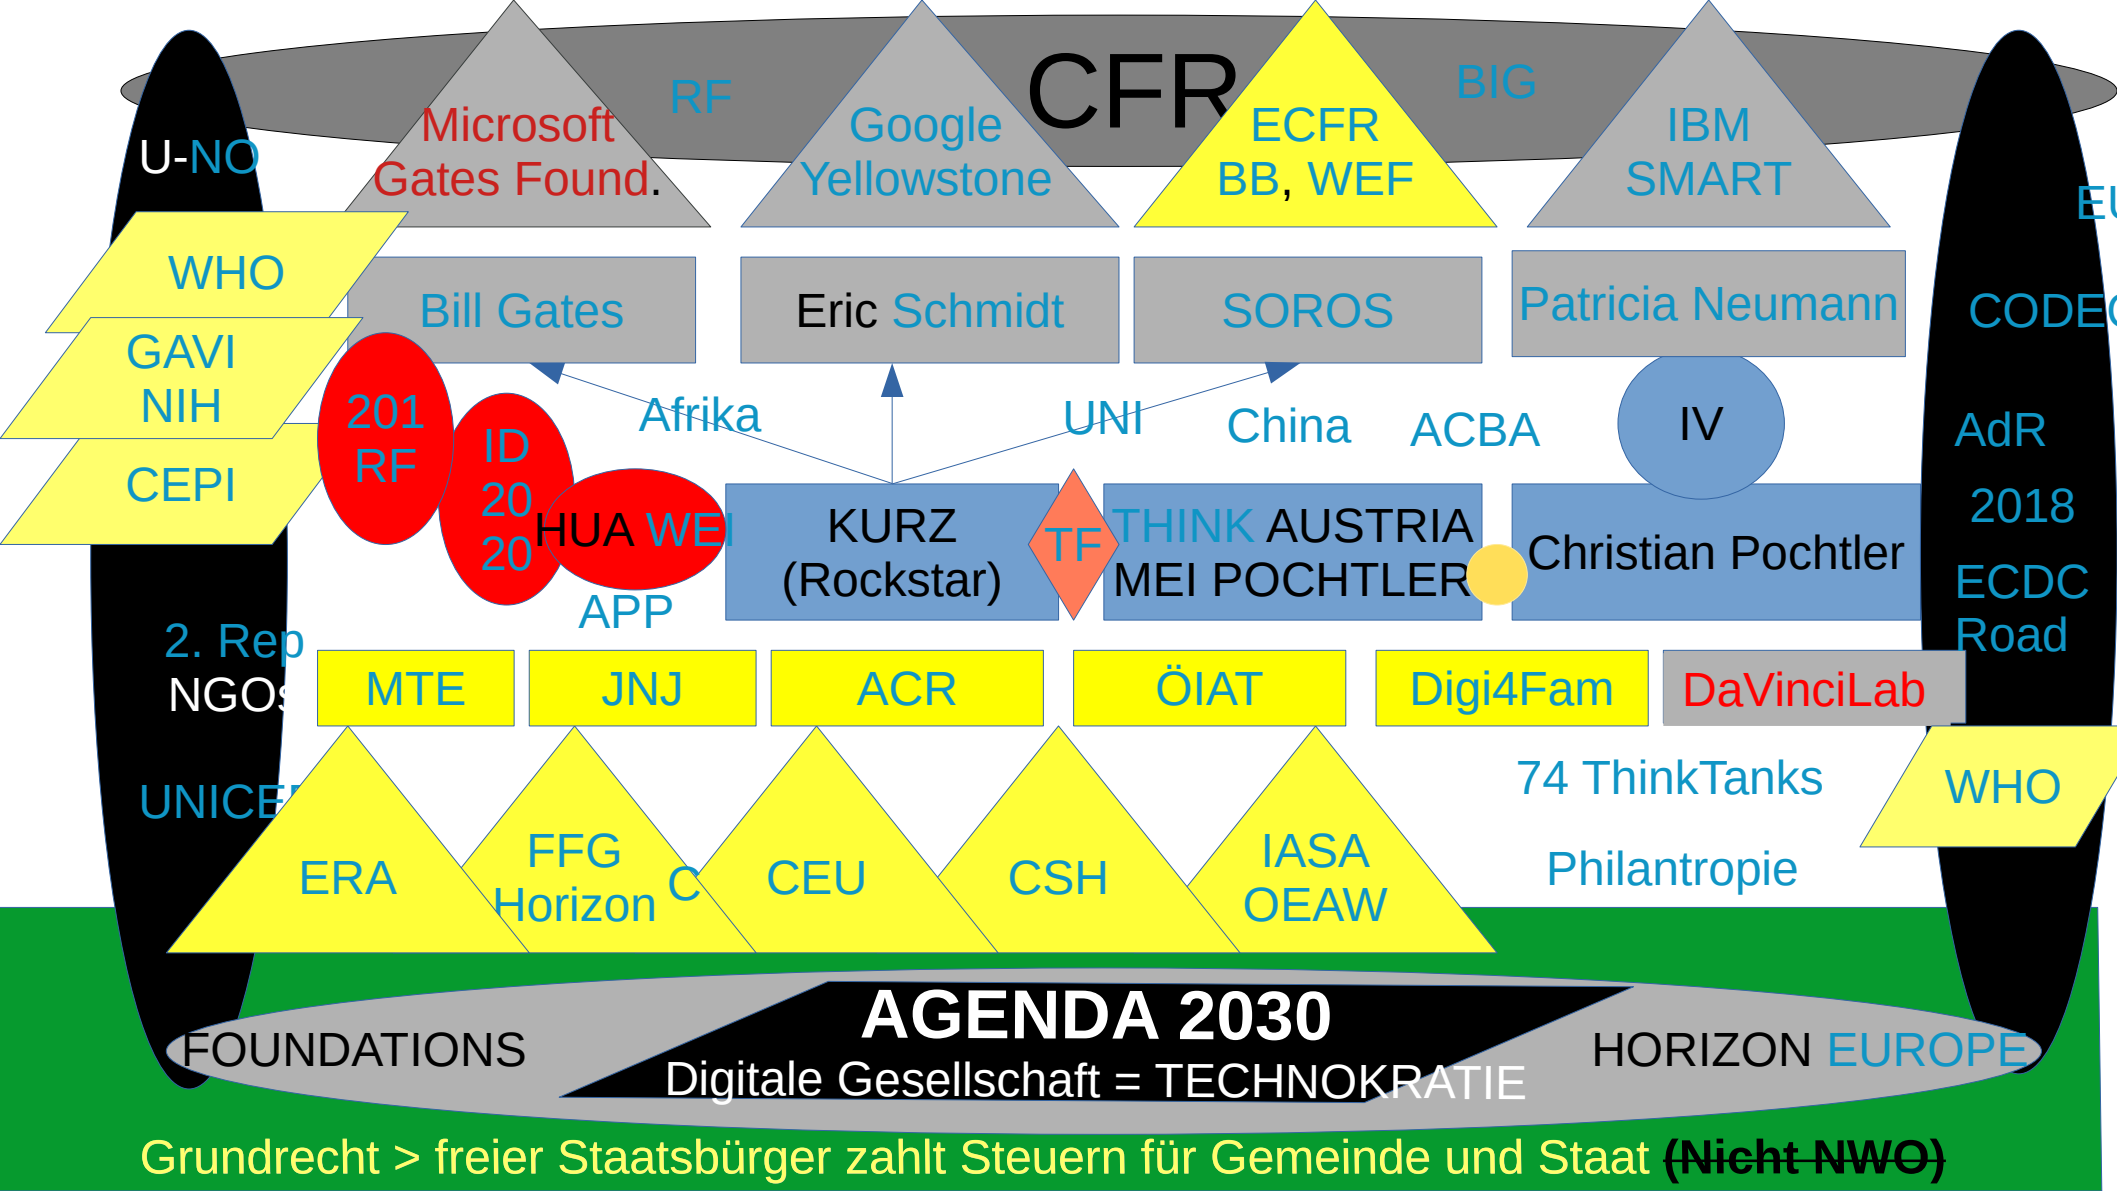 CFR
RF
BIG
Microsoft
Gates Found.
Google
Yellowstone
ECFR
BB, WEF
IBM
SMART
U-NO
EU
WHO
Bill Gates
Eric Schmidt
SOROS
Patricia Neumann
CODEC
GAVI
NIH
201
RF
Afrika
UNI
China
ACBA
IV
AdR
CEPI
ID
20
20
HUA WEI
KURZ
(Rockstar)
TF
THINK AUSTRIA
MEI POCHTLER
Christian Pochtler
2018
ECDC
Road
APP
2. Rep
NGOs
MTE
JNJ
ACR
ÖIAT
Digi4Fam
DaVinciLab
UNICEF
74 ThinkTanks
WHO
ERA
FFG
Horizon
C
CEU
CSH
IASA
OEAW
Philantropie
FOUNDATIONS
AGENDA 2030
Digitale Gesellschaft = TECHNOKRATIE
HORIZON EUROPE
Grundrecht > freier Staatsbürger zahlt Steuern für Gemeinde und Staat (Nicht NWO)